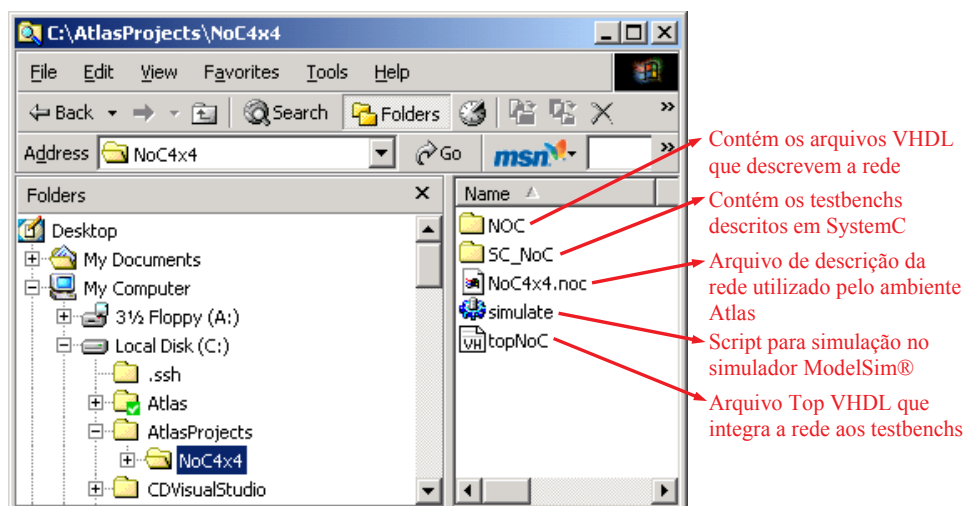 C:\AtlasProjects\NoC4x4
File Edit View Favorites Tools Help
Back Search Folders »
Address NoC4x4 Go msn »
Folders x Name
Desktop
My Documents
My Computer
3½ Floppy (A:)
Local Disk (C:)
.ssh
Atlas
AtlasProjects
NoC4x4
CDVisualStudio
NOC
SC_NoC
NoC4x4.noc
simulate
VH topNoC
Contém os arquivos VHDL
que descrevem a rede
Contém os testbenchs
descritos em SystemC
Arquivo de descrição da
rede utilizado pelo ambiente
Atlas
Script para simulação no
simulador ModelSim®
Arquivo Top VHDL que
integra a rede aos testbenchs